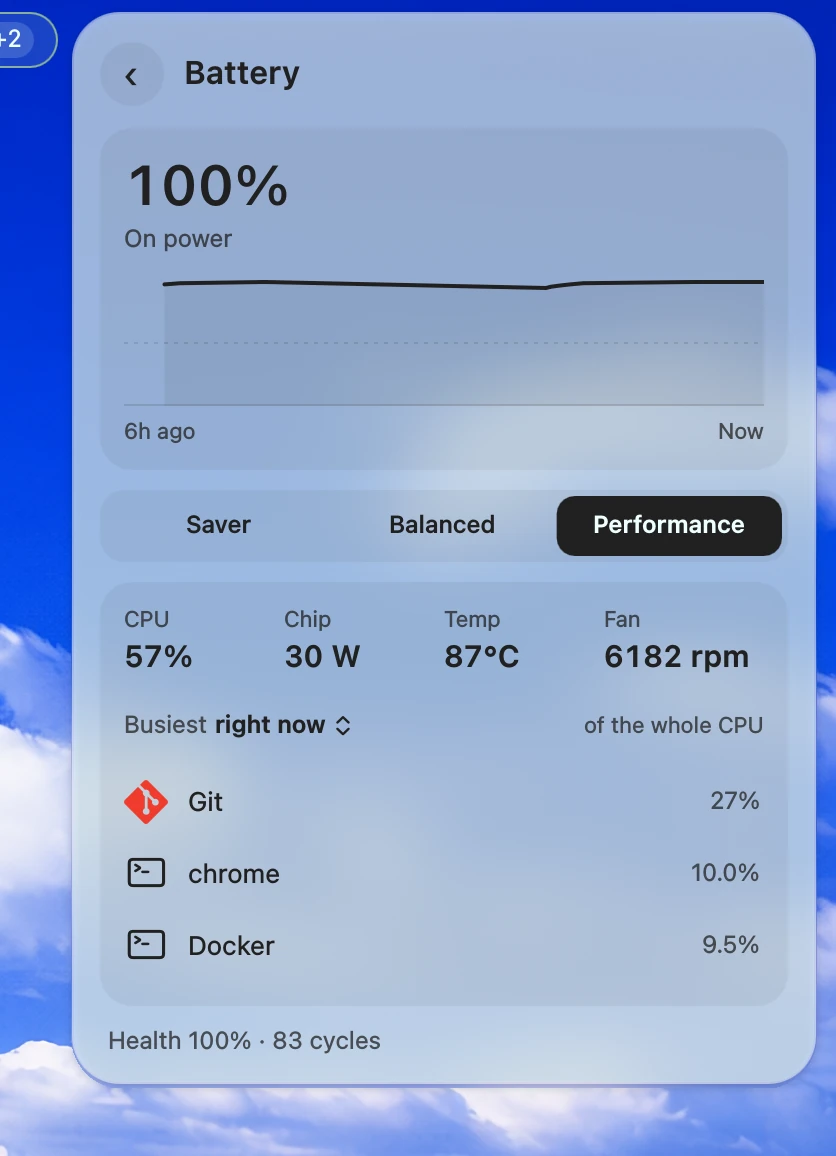 +2
‹ Battery
100%
On power
6h ago Now
Saver Balanced Performance
CPU Chip Temp Fan
57% 30 W 87°C 6182 rpm
Busiest right now of the whole CPU
Git 27%
chrome 10.0%
Docker 9.5%
Health 100% · 83 cycles